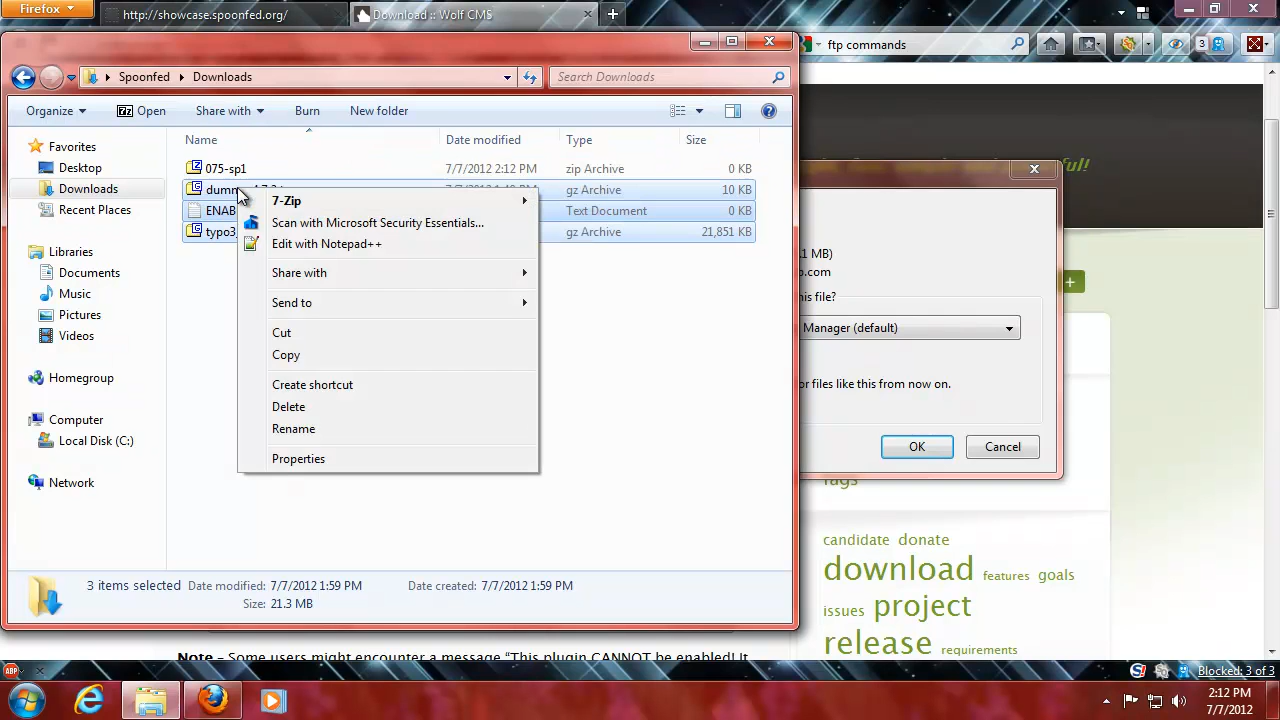 Firefox
http://showcase.spoonfed.org/
Download :: Wolf CMS
ftp commands
3
Spoonfed
Downloads
Search Downloads
Organize
Open
Share with
Burn
New folder
Favorites
Desktop
Downloads
Recent Places
Libraries
Documents
Music
Pictures
Videos
Homegroup
Computer
Local Disk (C:)
Network
Name
Date modified
Type
Size
075-sp1
7/7/2012 2:12 PM
zip Archive
0 KB
gz Archive
10 KB
ENAB
Text Document
0 KB
typo3
gz Archive
21,851 KB
7-Zip
Scan with Microsoft Security Essentials...
Edit with Notepad++
Share with
Send to
Cut
Copy
Create shortcut
Delete
Rename
Properties
3 items selected
Date modified: 7/7/2012 1:59 PM
Date created: 7/7/2012 1:59 PM
Size: 21.3 MB
MB)
his file?
Manager (default)
or files like this from now on.
OK
Cancel
tags
candidate donate
download features goals
issues project
release requirements
Note – Some users might encounter a message “This plugin CANNOT be enabled! It
ABP
Blocked: 3 of 3
2:12 PM
7/7/2012